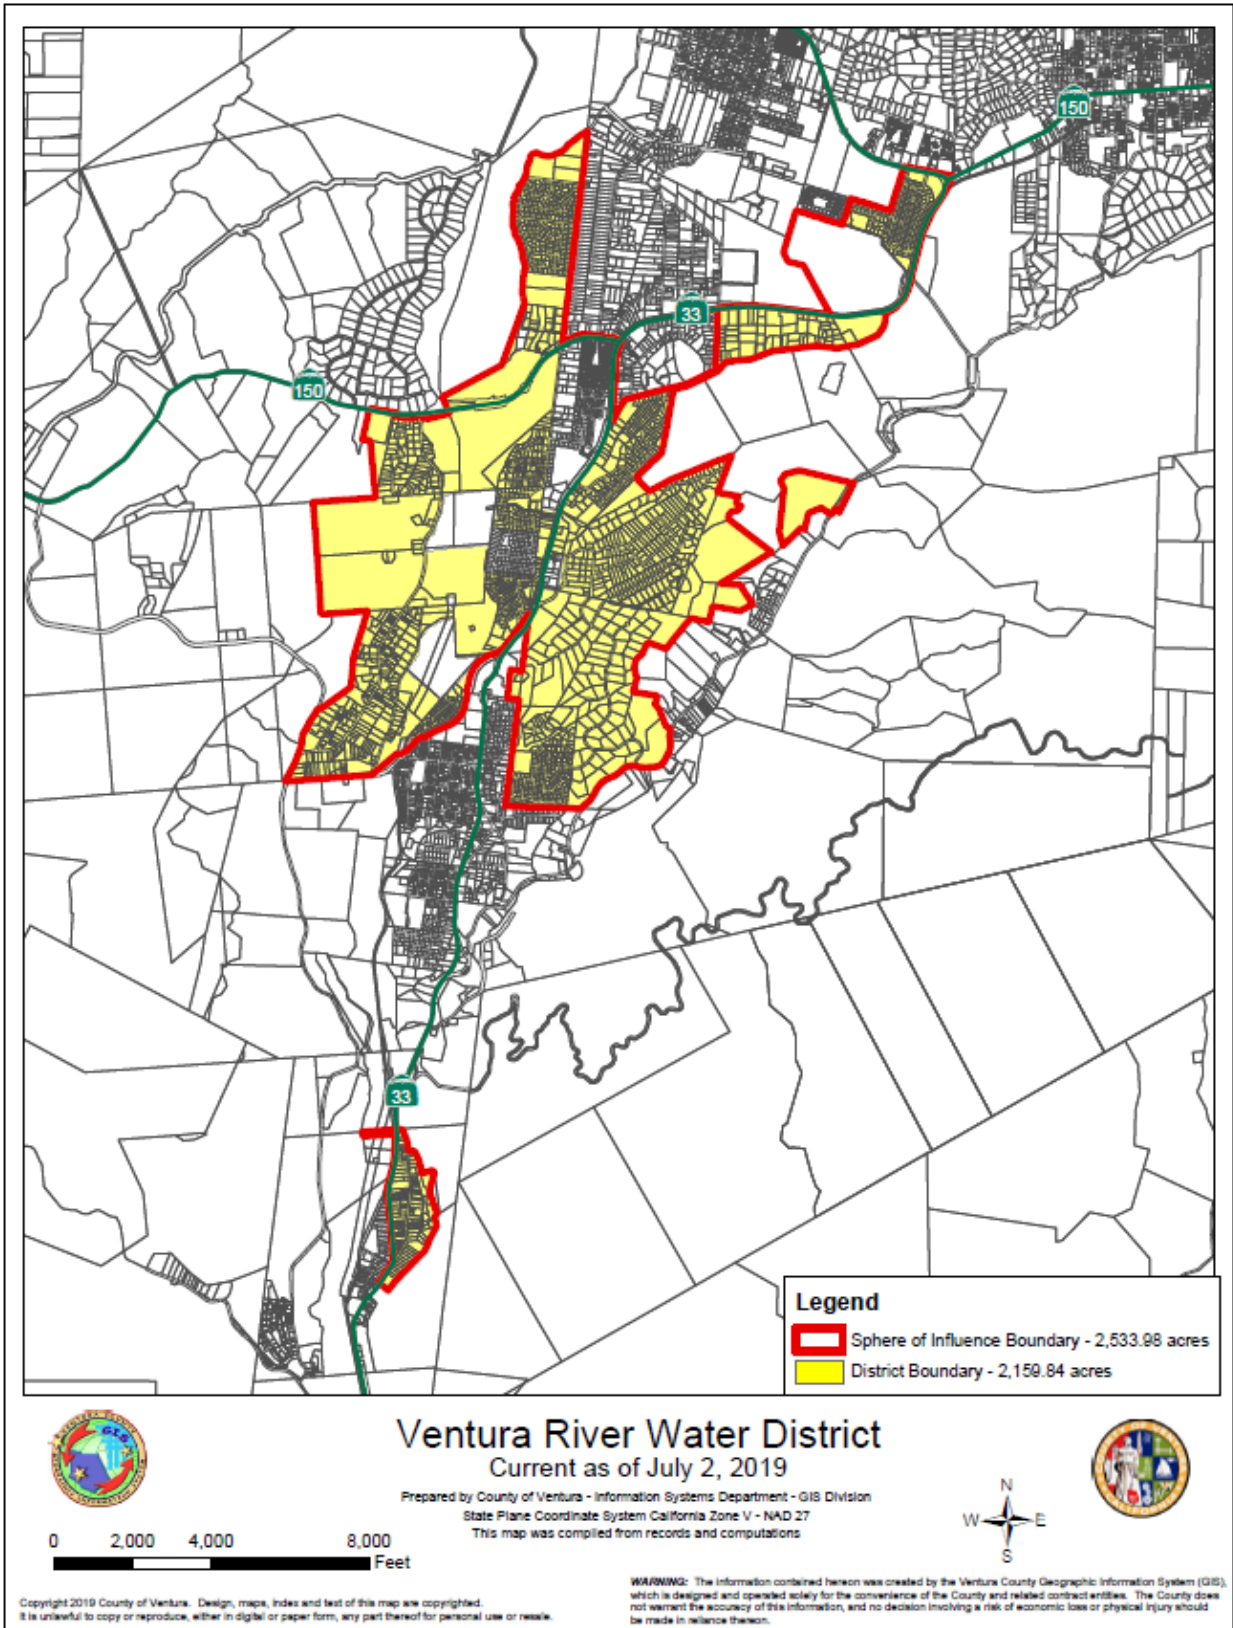 150
33
150
33
Legend
Sphere of Influence Boundary - 2,533.98 acres
District Boundary - 2,159.84 acres
Ventura River Water District
Current as of July 2, 2019
Prepared by County of Ventura - Information Systems Department - GIS Division
State Plane Coordinate System California Zone V - NAD 27
This map was compiled from records and computations
N
W E
S
0 2,000 4,000 8,000
Feet
GIS
WARNING: The information contained hereon was created by the Ventura County Geographic Information System (GIS),
which is designed and operated solely for the convenience of the County and related contract entities. The County does
not warrant the accuracy of this information, and no decision involving a risk of economic loss or physical injury should
be made in reliance thereon.
Copyright 2019 County of Ventura. Design, maps, index and text of this map are copyrighted.
It is unlawful to copy or reproduce, either in digital or paper form, any part thereof for personal use or resale.